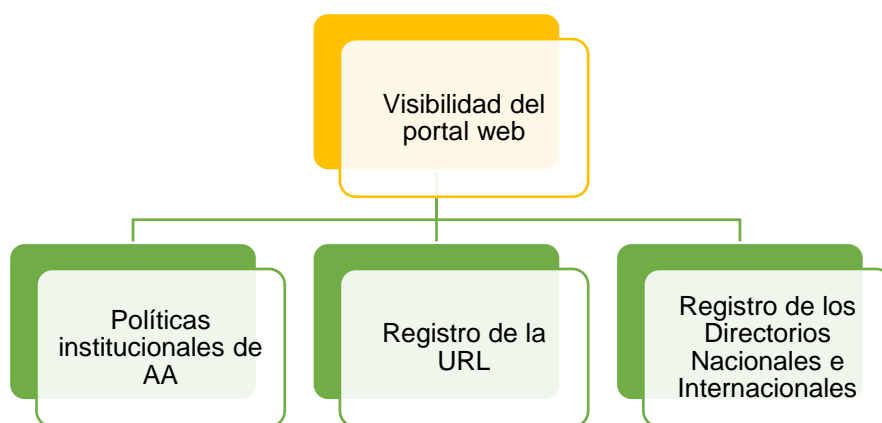 Visibilidad del
portal web
Políticas
institucionales de
AA
Registro de la
URL
Registro de los
Directorios
Nacionales e
Internacionales